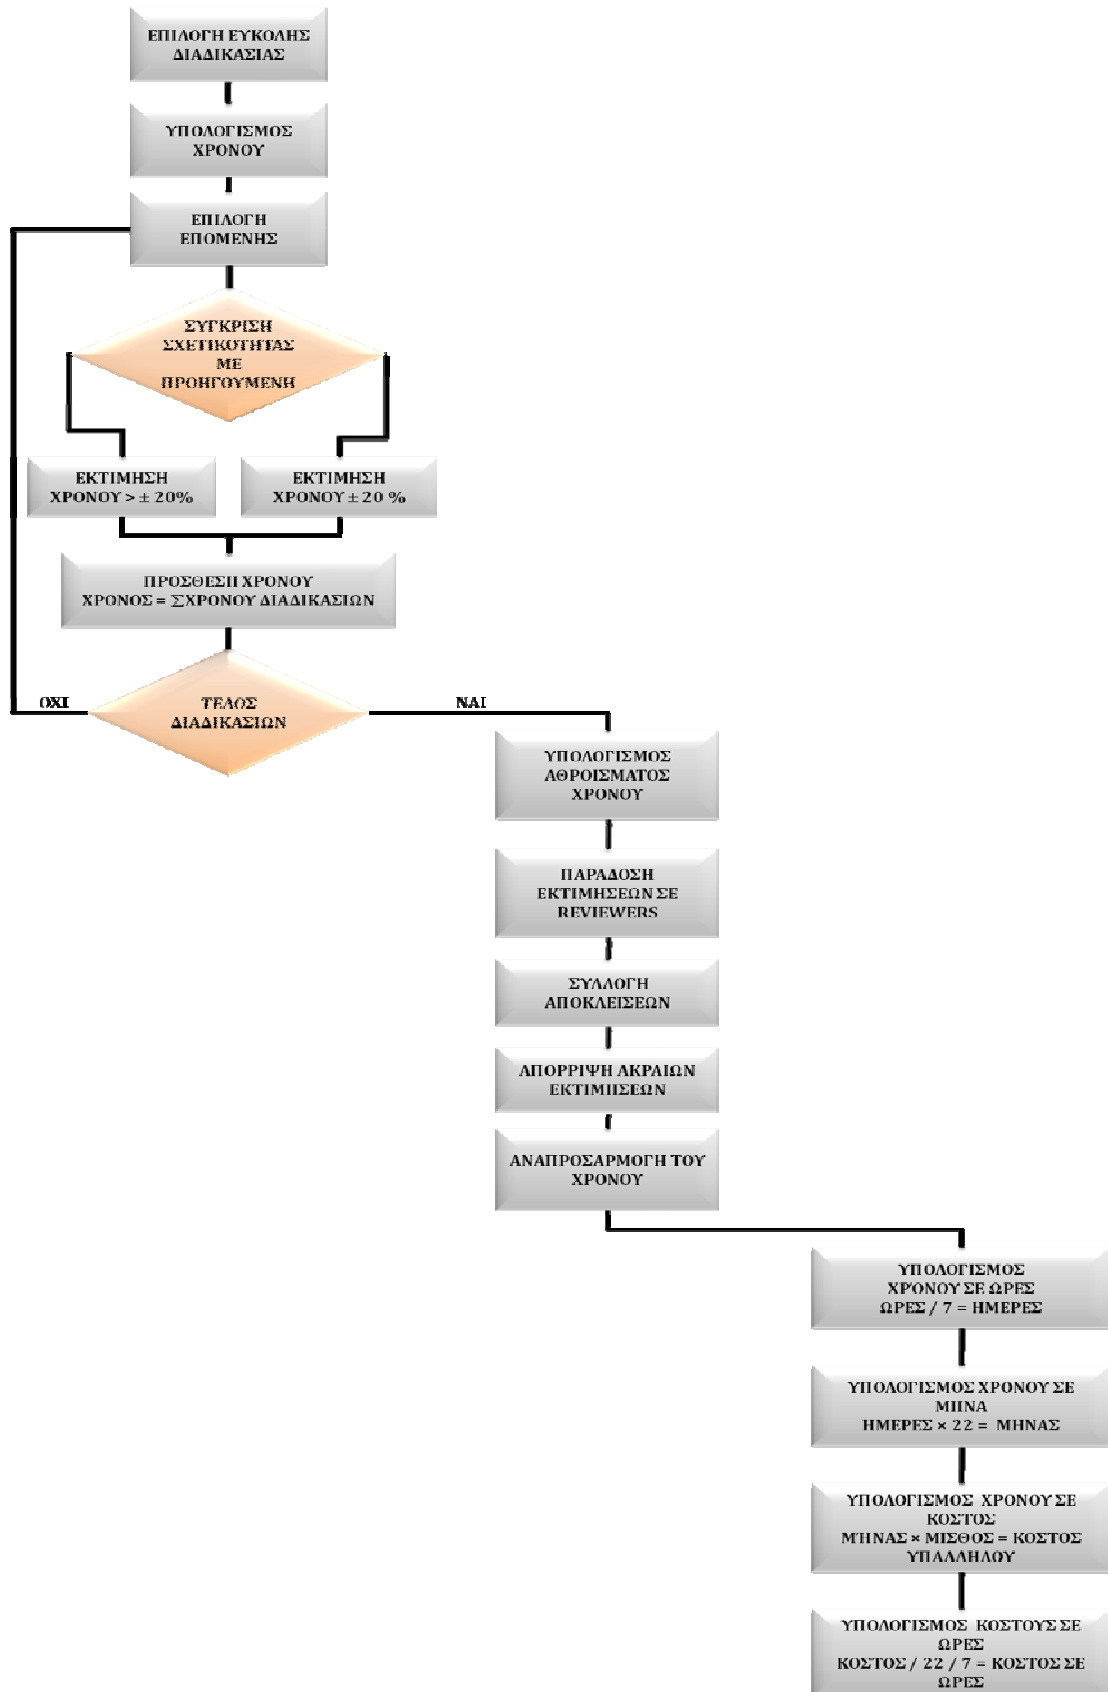 ΕΠΙΛΟΓΗ ΕΥΚΟΛΗΣ
ΔΙΑΔΙΚΑΣΙΑΣ
ΥΠΟΛΟΓΙΣΜΟΣ
ΧΡΟΝΟΥ
ΕΠΙΛΟΓΗ
ΕΠΟΜΕΝΗΣ
ΣΥΓΚΡΙΣΗ
ΣΧΕΤΙΚΟΤΗΤΑΣ
ΜΕ
ΠΡΟΗΓΟΥΜΕΝΗ
ΕΚΤΙΜΗΣΗ
ΧΡΟΝΟΥ > ± 20%
ΕΚΤΙΜΗΣΗ
ΧΡΟΝΟΥ ± 20 %
ΠΡΟΣΘΕΣΗ ΧΡΟΝΟΥ
ΧΡΟΝΟΣ = ΣΧΡΟΝΟΥ ΔΙΑΔΙΚΑΣΙΩΝ
ΟΧΙ
ΤΕΛΟΣ
ΔΙΑΔΙΚΑΣΙΩΝ
ΝΑΙ
ΥΠΟΛΟΓΙΣΜΟΣ
ΑΘΡΟΙΣΜΑΤΟΣ
ΧΡΟΝΟΥ
ΠΑΡΑΔΟΣΗ
ΕΚΤΙΜΗΣΕΩΝ ΣΕ
REVIEWERS
ΣΥΛΛΟΓΗ
ΑΠΟΚΛΕΙΣΕΩΝ
ΑΠΟΡΡΙΨΗ ΑΚΡΑΙΩΝ
ΕΚΤΙΜΗΣΕΩΝ
ΑΝΑΠΡΟΣΑΡΜΟΓΗ ΤΟΥ
ΧΡΟΝΟΥ
ΥΠΟΛΟΓΙΣΜΟΣ
ΧΡΌΝΟΥ ΣΕ ΩΡΕΣ
ΩΡΕΣ / 7 = ΗΜΕΡΕΣ
ΥΠΟΛΟΓΙΣΜΟΣ ΧΡΟΝΟΥ ΣΕ
ΜΗΝΑ
ΗΜΕΡΕΣ × 22 = ΜΗΝΑΣ
ΥΠΟΛΟΓΙΣΜΟΣ ΧΡΟΝΟΥ ΣΕ
ΚΟΣΤΟΣ
ΜΉΝΑΣ × ΜΙΣΘΟΣ = ΚΟΣΤΟΣ
ΥΠΑΛΛΗΛΟΥ
ΥΠΟΛΟΓΙΣΜΟΣ ΚΟΣΤΟΥΣ ΣΕ
ΩΡΕΣ
ΚΟΣΤΟΣ / 22 / 7 = ΚΟΣΤΟΣ ΣΕ
ΩΡΕΣ